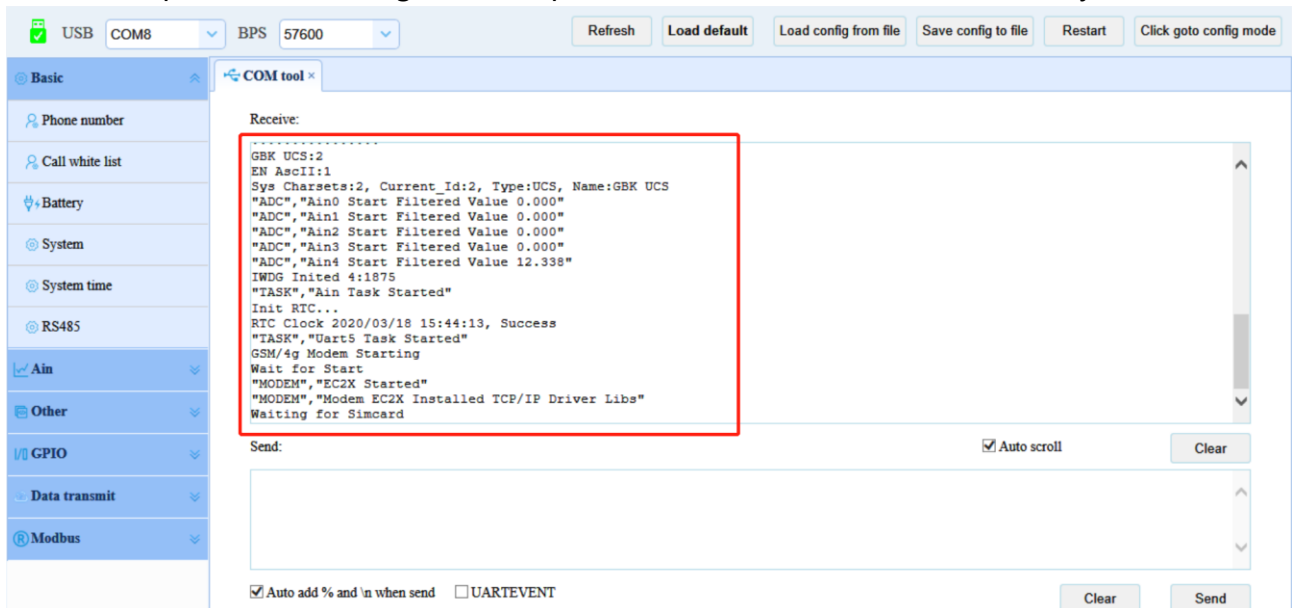 USB COM8 BPS 57600 Refresh Load default Load config from file Save config to file Restart Click goto config mode
Basic
COM tool ×
Phone number
Call white list
Battery
System
System time
RS485
Ain
Other
I/O GPIO
Data transmit
Modbus
Receive:
................
GBK UCS:2
EN AscII:1
Sys Charsets:2, Current_Id:2, Type:UCS, Name:GBK UCS
"ADC","Ain0 Start Filtered Value 0.000"
"ADC","Ain1 Start Filtered Value 0.000"
"ADC","Ain2 Start Filtered Value 0.000"
"ADC","Ain3 Start Filtered Value 0.000"
"ADC","Ain4 Start Filtered Value 12.338"
IWDG Inited 4:1875
"TASK","Ain Task Started"
Init RTC...
RTC Clock 2020/03/18 15:44:13, Success
"TASK","Uart5 Task Started"
GSM/4g Modem Starting
Wait for Start
"MODEM","EC2X Started"
"MODEM","Modem EC2X Installed TCP/IP Driver Libs"
Waiting for Simcard
Send: Auto scroll Clear
Auto add % and \n when send UARTEVENT Clear Send